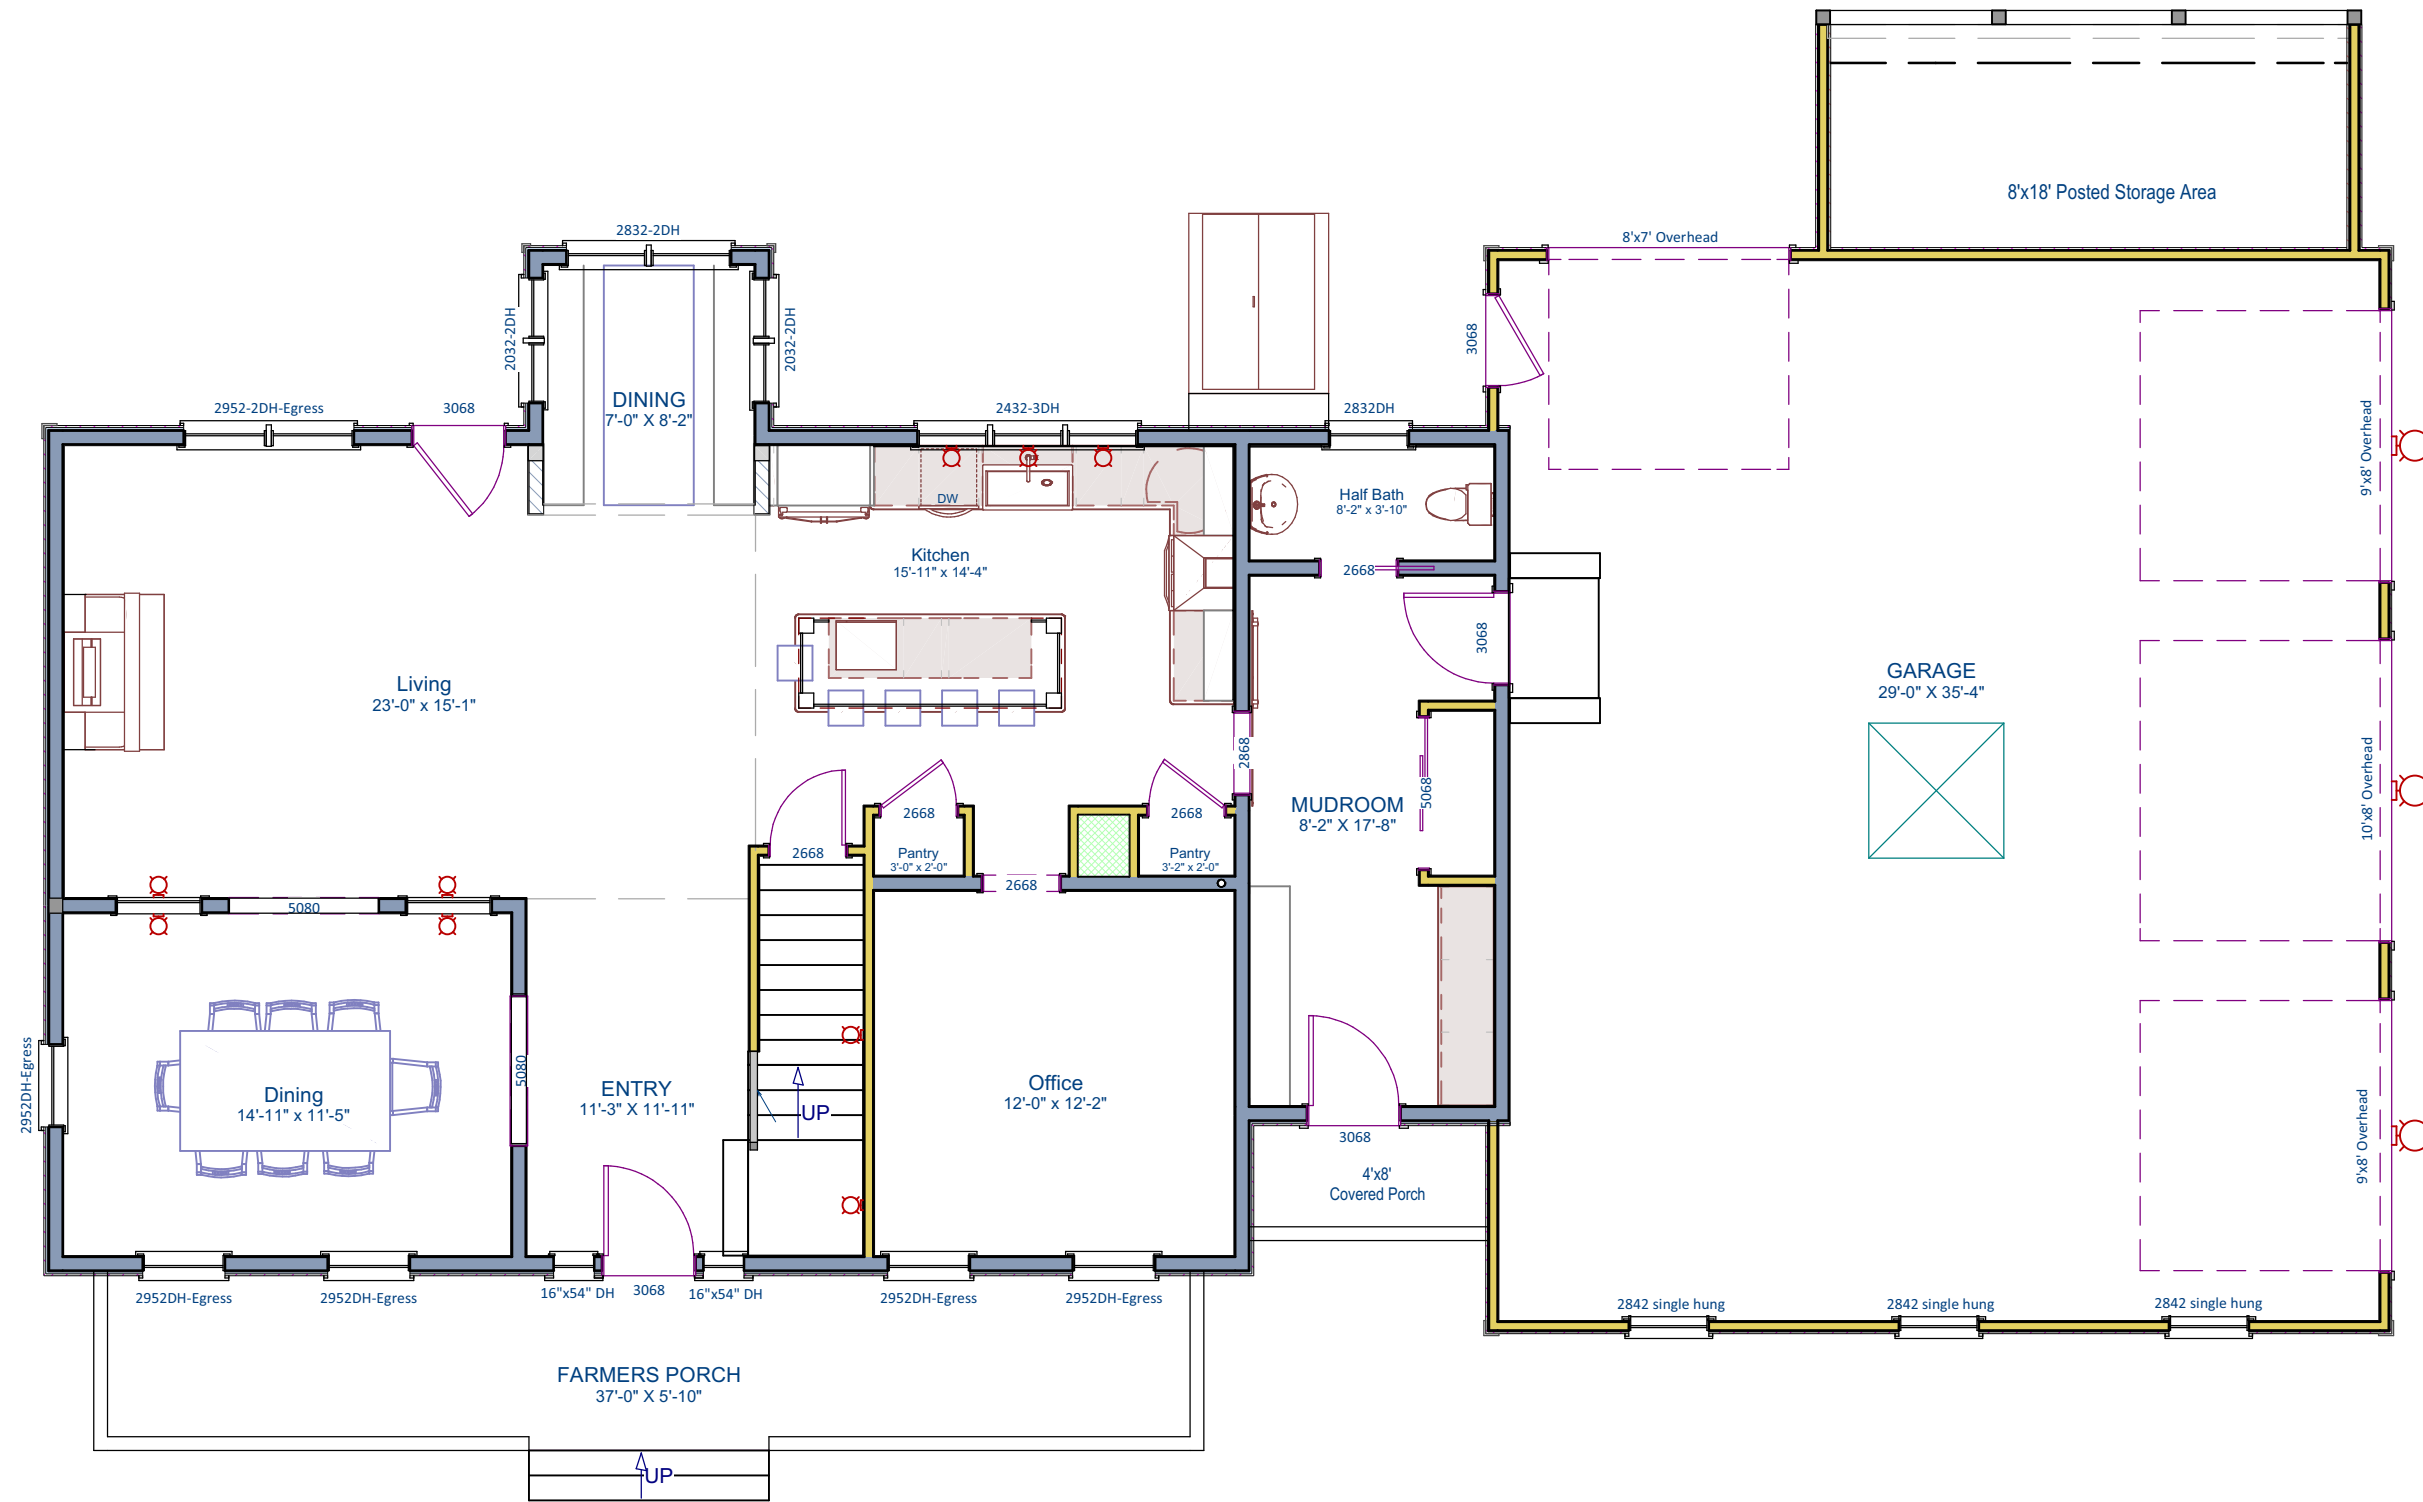 8'x18' Posted Storage Area
2832-2DH
8'x7' Overhead
2032-2DH
2032-2DH
3068
DINING
7'-0" X 8'-2"
2952-2DH-Egress
3068
2432-3DH
2832DH
9'x8' Overhead
DW
Half Bath
8'-2" x 3'-10"
Kitchen
15'-11" x 14'-4"
2668
3068
Living
23'-0" x 15'-1"
GARAGE
29'-0" X 35'-4"
2868
5068
10'x8' Overhead
MUDROOM
8'-2" X 17'-8"
2668
2668
2668
Pantry
3'-0" x 2'-0"
Pantry
3'-2" x 2'-0"
2668
5080
2952DH-Egress
5080
Dining
14'-11" x 11'-5"
ENTRY
11'-3" X 11'-11"
UP
Office
12'-0" x 12'-2"
3068
9'x8' Overhead
4'x8'
Covered Porch
2952DH-Egress
2952DH-Egress
16"x54" DH
3068
16"x54" DH
2952DH-Egress
2952DH-Egress
2842 single hung
2842 single hung
2842 single hung
FARMERS PORCH
37'-0" X 5'-10"
UP